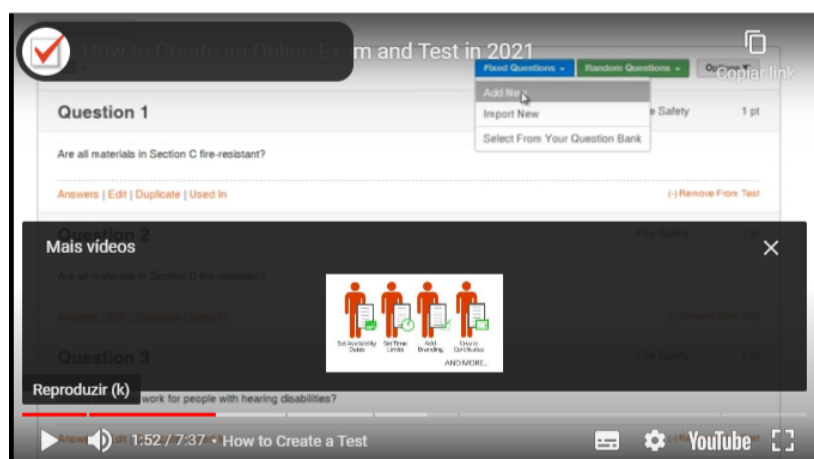 How to Create an Online Exam and Test in 2021
Copiar link
Fixed Questions
Random Questions
Options
Add New
Import New
Select From Your Question Bank
Question 1
Safety
1 pt
Are all materials in Section C fire-resistant?
Answers | Edit | Duplicate | Used In
(-) Remove From Test
Question 2
Fire Safety
1 pt
Mais vídeos
Are all materials in Section D fire-resistant?
Set Availability Dates
Set Time Limits
Add Branding
Create Certificates
AND MORE...
Question 3
Fire Safety
1 pt
Reproduzir (k)
work for people with hearing disabilities?
1:52 / 7:37 • How to Create a Test
YouTube